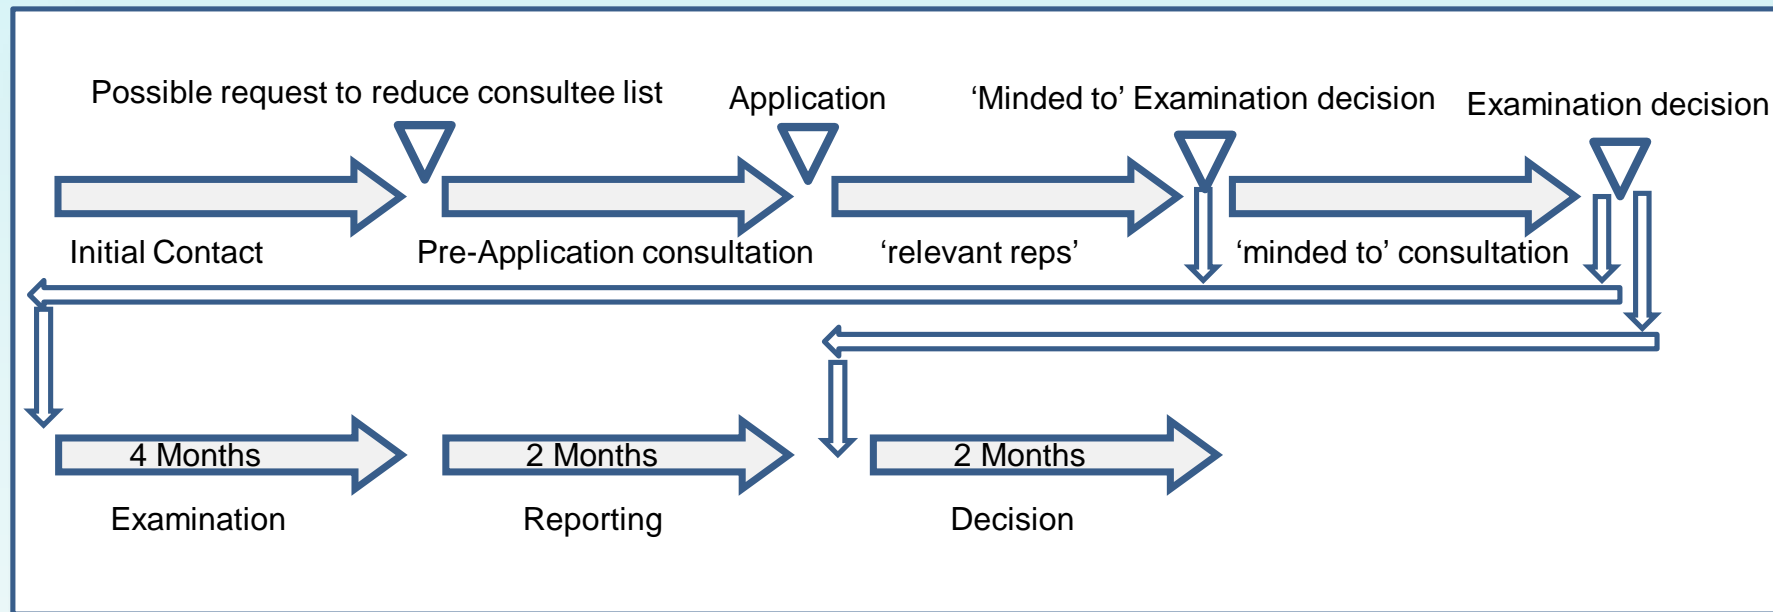 Possible request to reduce consultee list
Application
‘Minded to’ Examination decision
Examination decision
Initial Contact
Pre-Application consultation
‘relevant reps’
‘minded to’ consultation
4 Months
2 Months
2 Months
Examination
Reporting
Decision